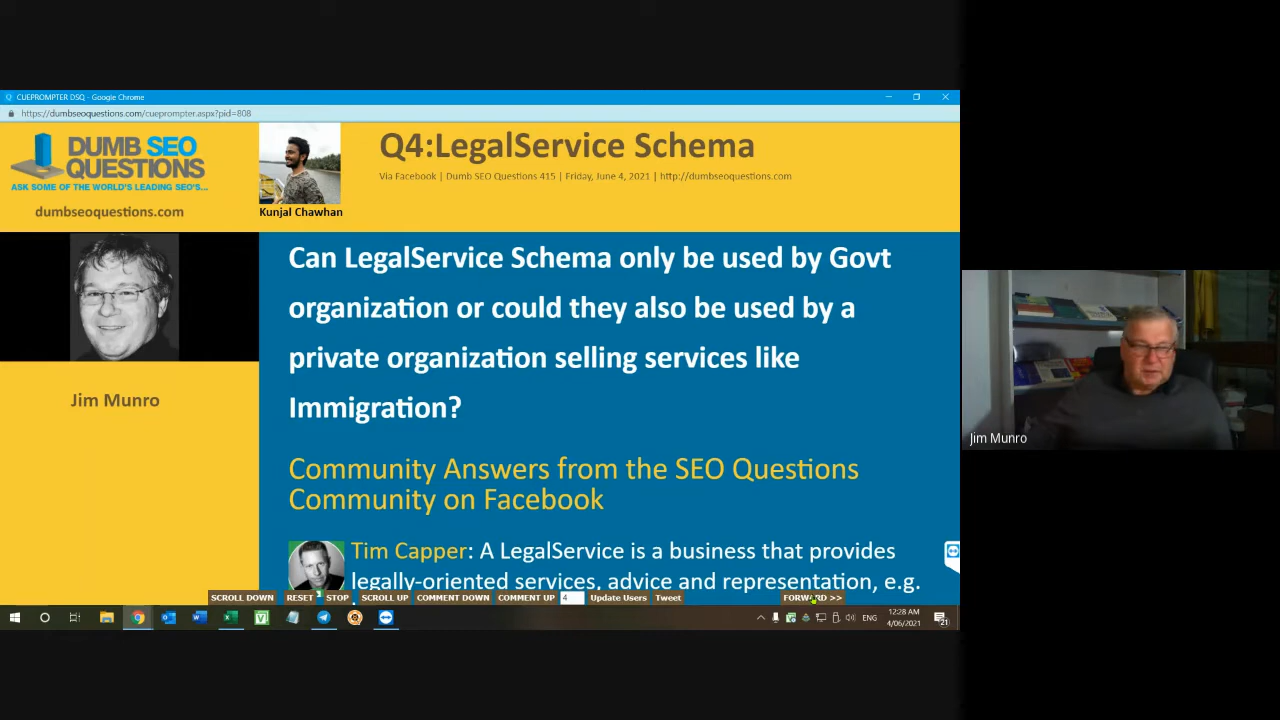 CUEPROMPTER DSQ - Google Chrome
https://dumbseoquestions.com/cueprompter.aspx?pid=808
DUMB SEO
QUESTIONS
ASK SOME OF THE WORLD'S LEADING SEO'S...
dumbseoquestions.com
Kunjal Chawhan
Q4:LegalService Schema
Via Facebook | Dumb SEO Questions 415 | Friday, June 4, 2021 | http://dumbseoquestions.com
Jim Munro
Can LegalService Schema only be used by Govt
organization or could they also be used by a
private organization selling services like
Immigration?
Community Answers from the SEO Questions
Community on Facebook
Tim Capper: A LegalService is a business that provides
legally-oriented services, advice and representation, e.g.
SCROLL DOWN RESET STOP SCROLL UP COMMENT DOWN COMMENT UP 4 Update Users Tweet FORWARD >>
ENG 12:28 AM
4/06/2021
21
Jim Munro